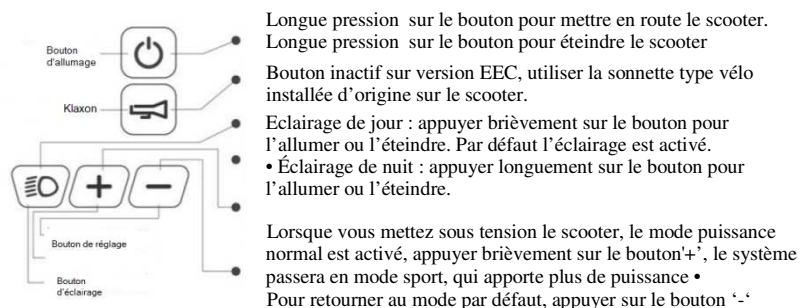 Longue pression sur le bouton pour mettre en route le scooter.
Longue pression sur le bouton pour éteindre le scooter
Bouton
d'allumage
Bouton inactif sur version EEC, utiliser la sonnette type vélo
installée d’origine sur le scooter.
Klaxon
Eclairage de jour : appuyer brièvement sur le bouton pour
l’allumer ou l’éteindre. Par défaut l’éclairage est activé.
• Éclairage de nuit : appuyer longuement sur le bouton pour
l’allumer ou l’éteindre.
Bouton de réglage
Bouton
d'éclairage
Lorsque vous mettez sous tension le scooter, le mode puissance
normal est activé, appuyer brièvement sur le bouton'+’, le système
passera en mode sport, qui apporte plus de puissance •
Pour retourner au mode par défaut, appuyer sur le bouton ‘-‘